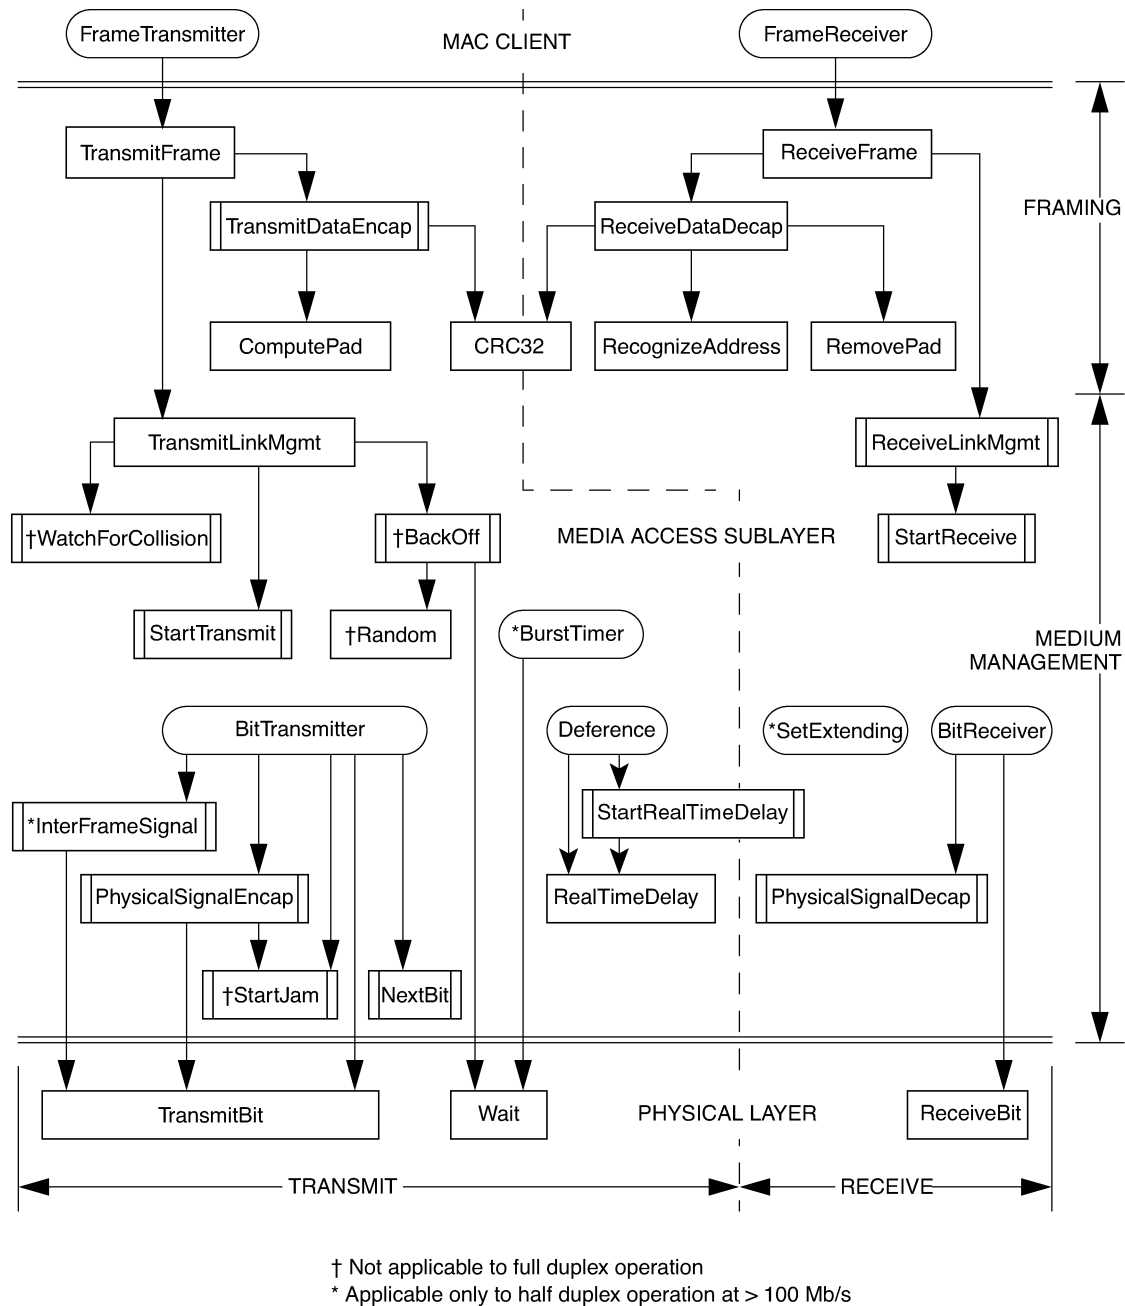 FrameTransmitter
MAC CLIENT
FrameReceiver
TransmitFrame
ReceiveFrame
FRAMING
TransmitDataEncap
ReceiveDataDecap
ComputePad
CRC32
RecognizeAddress
RemovePad
TransmitLinkMgmt
ReceiveLinkMgmt
†WatchForCollision
†BackOff
MEDIA ACCESS SUBLAYER
StartReceive
StartTransmit
†Random
*BurstTimer
MEDIUM
MANAGEMENT
BitTransmitter
Deference
*SetExtending
BitReceiver
*InterFrameSignal
StartRealTimeDelay
PhysicalSignalEncap
RealTimeDelay
PhysicalSignalDecap
†StartJam
NextBit
TransmitBit
Wait
PHYSICAL LAYER
ReceiveBit
TRANSMIT
RECEIVE
† Not applicable to full duplex operation
* Applicable only to half duplex operation at > 100 Mb/s